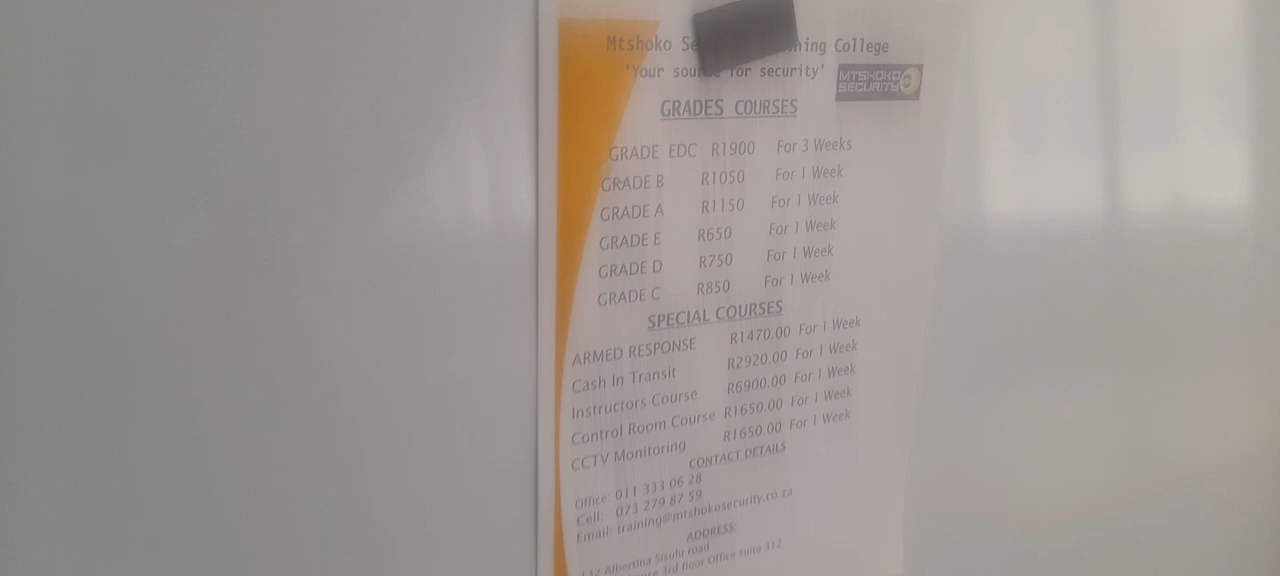 Mtshoko Se ning College
'Your source for security'
MTSHOKO
SECURITY
GRADES COURSES
GRADE EDC R1900 For 3 Weeks
GRADE B R1050 For 1 Week
GRADE A R1150 For 1 Week
GRADE E R650 For 1 Week
GRADE D R750 For 1 Week
GRADE C R850 For 1 Week
SPECIAL COURSES
ARMED RESPONSE R1470.00 For 1 Week
Cash In Transit R2920.00 For 1 Week
Instructors Course R6900.00 For 1 Week
Control Room Course R1650.00 For 1 Week
CCTV Monitoring R1650.00 For 1 Week
CONTACT DETAILS
Office: 011 333 06 28
Cell: 073 279 87 59
Email: training@mtshokosecurity.co.za
ADDRESS:
132 Albertina Sisulu road
3rd floor Office suite 312